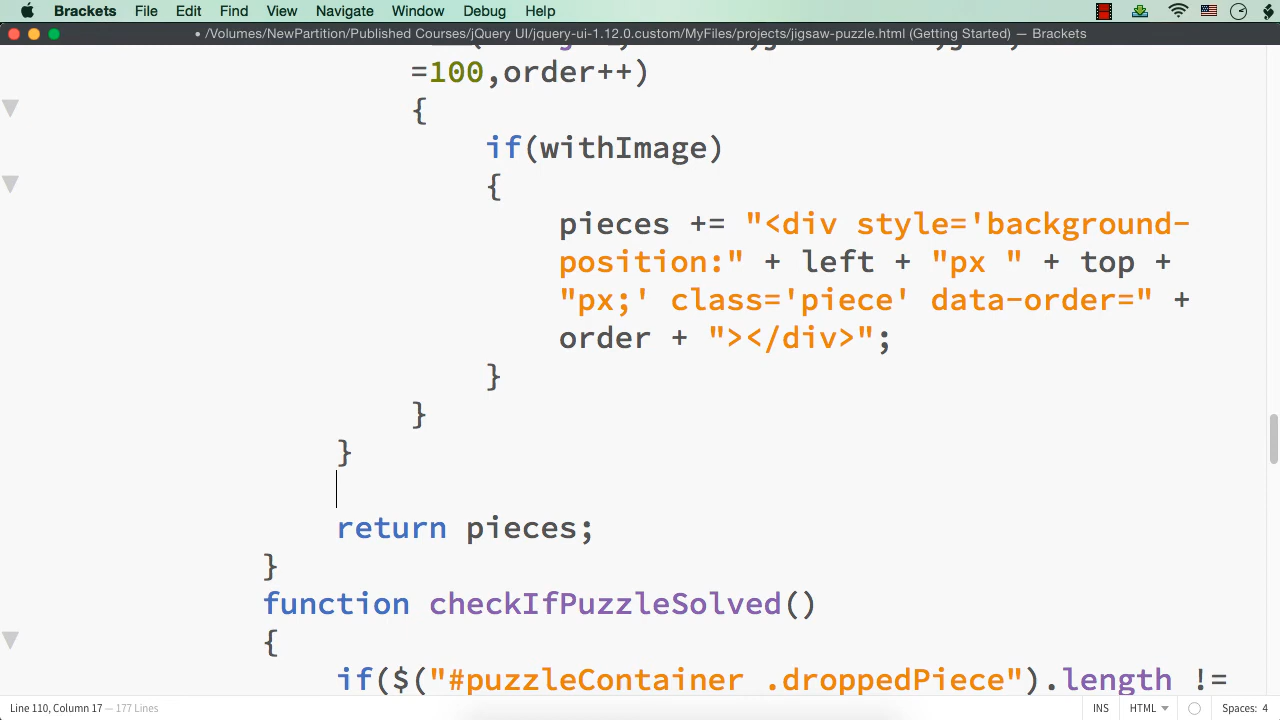 Brackets File Edit Find View Navigate Window Debug Help
/Volumes/NewPartition/Published Courses/jQuery UI/jquery-ui-1.12.0.custom/MyFiles/projects/jigsaw-puzzle.html (Getting Started) — Brackets
=100,order++)
{
if(withImage)
{
pieces += "<div style='background-
position:" + left + "px " + top +
"px;' class='piece' data-order=" +
order + "></div>";
}
}
}
return pieces;
}
function checkIfPuzzleSolved()
{
if($("#puzzleContainer .droppedPiece").length !=
Line 110, Column 17 — 177 Lines INS HTML Spaces: 4